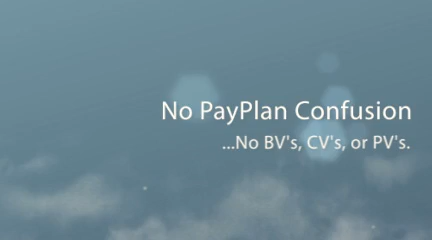 No PayPlan Confusion
...No BV's, CV's, or PV's.